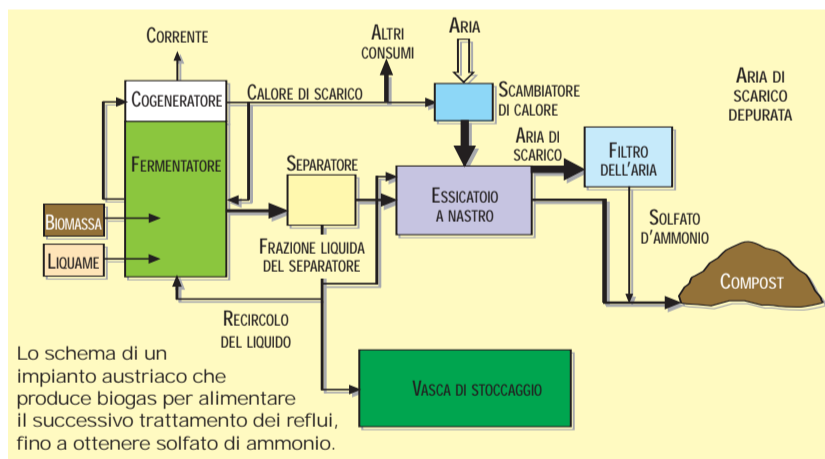 CORRENTE
ALTRI
CONSUMI
ARIA
ARIA DI
SCARICO
DEPURATA
COGENERATORE
CALORE DI SCARICO
SCAMBIATORE
DI CALORE
FERMENTATORE
SEPARATORE
ARIA DI
SCARICO
FILTRO
DELL'ARIA
ESSICATOIO
A NASTRO
BIOMASSA
LIQUAME
FRAZIONE LIQUIDA
DEL SEPARATORE
SOLFATO
D'AMMONIO
COMPOST
RECIRCOLO
DEL LIQUIDO
VASCA DI STOCCAGGIO
Lo schema di un
impianto austriaco che
produce biogas per alimentare
il successivo trattamento dei reflui,
fino a ottenere solfato di ammonio.